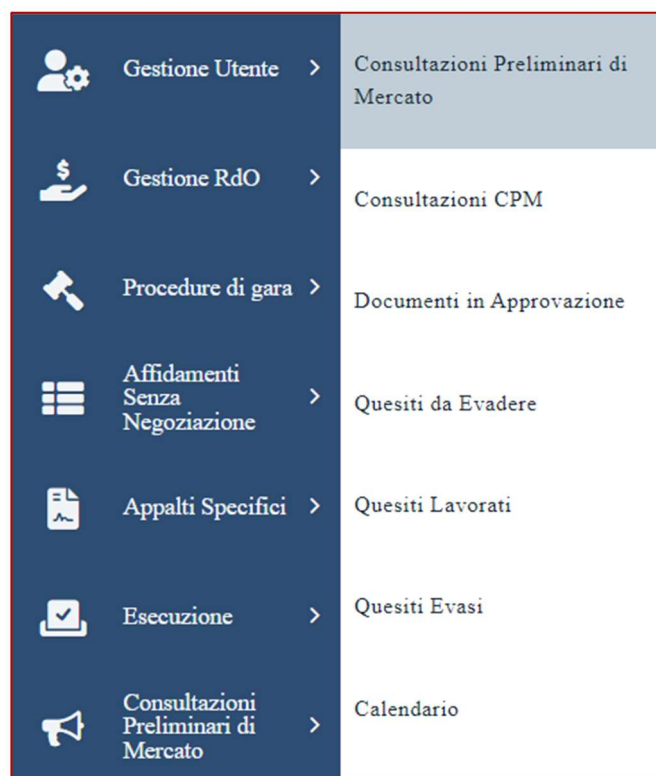 Gestione Utente
Gestione RdO
Procedure di gara
Affidamenti
Senza
Negoziazione
Appalti Specifici
Esecuzione
Consultazioni
Preliminari di
Mercato
Consultazioni Preliminari di
Mercato
Consultazioni CPM
Documenti in Approvazione
Quesiti da Evadere
Quesiti Lavorati
Quesiti Evasi
Calendario